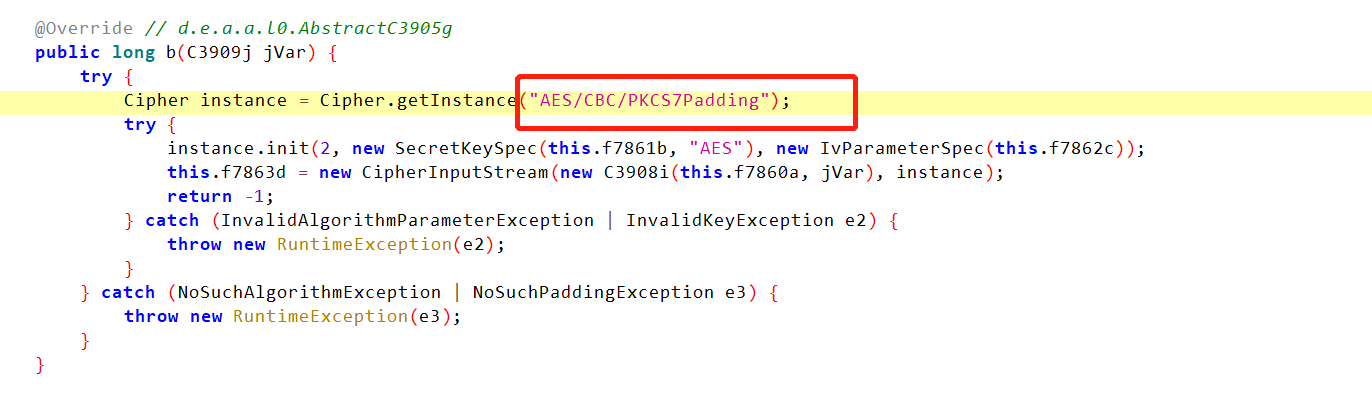 @Override // d.e.a.a.l0.AbstractC3905g
public long b(C3909j jVar) {
try {
Cipher instance = Cipher.getInstance("AES/CBC/PKCS7Padding");
try {
instance.init(2, new SecretKeySpec(this.f7861b, "AES"), new IvParameterSpec(this.f7862c));
this.f7863d = new CipherInputStream(new C3908i(this.f7860a, jVar), instance);
return -1;
} catch (InvalidAlgorithmParameterException | InvalidKeyException e2) {
throw new RuntimeException(e2);
}
} catch (NoSuchAlgorithmException | NoSuchPaddingException e3) {
throw new RuntimeException(e3);
}
}